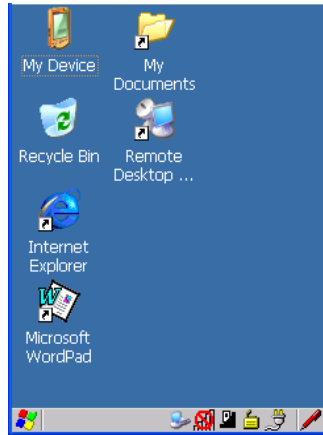 My Device
My
Documents
Recycle Bin
Remote
Desktop ...
Internet
Explorer
Microsoft
WordPad